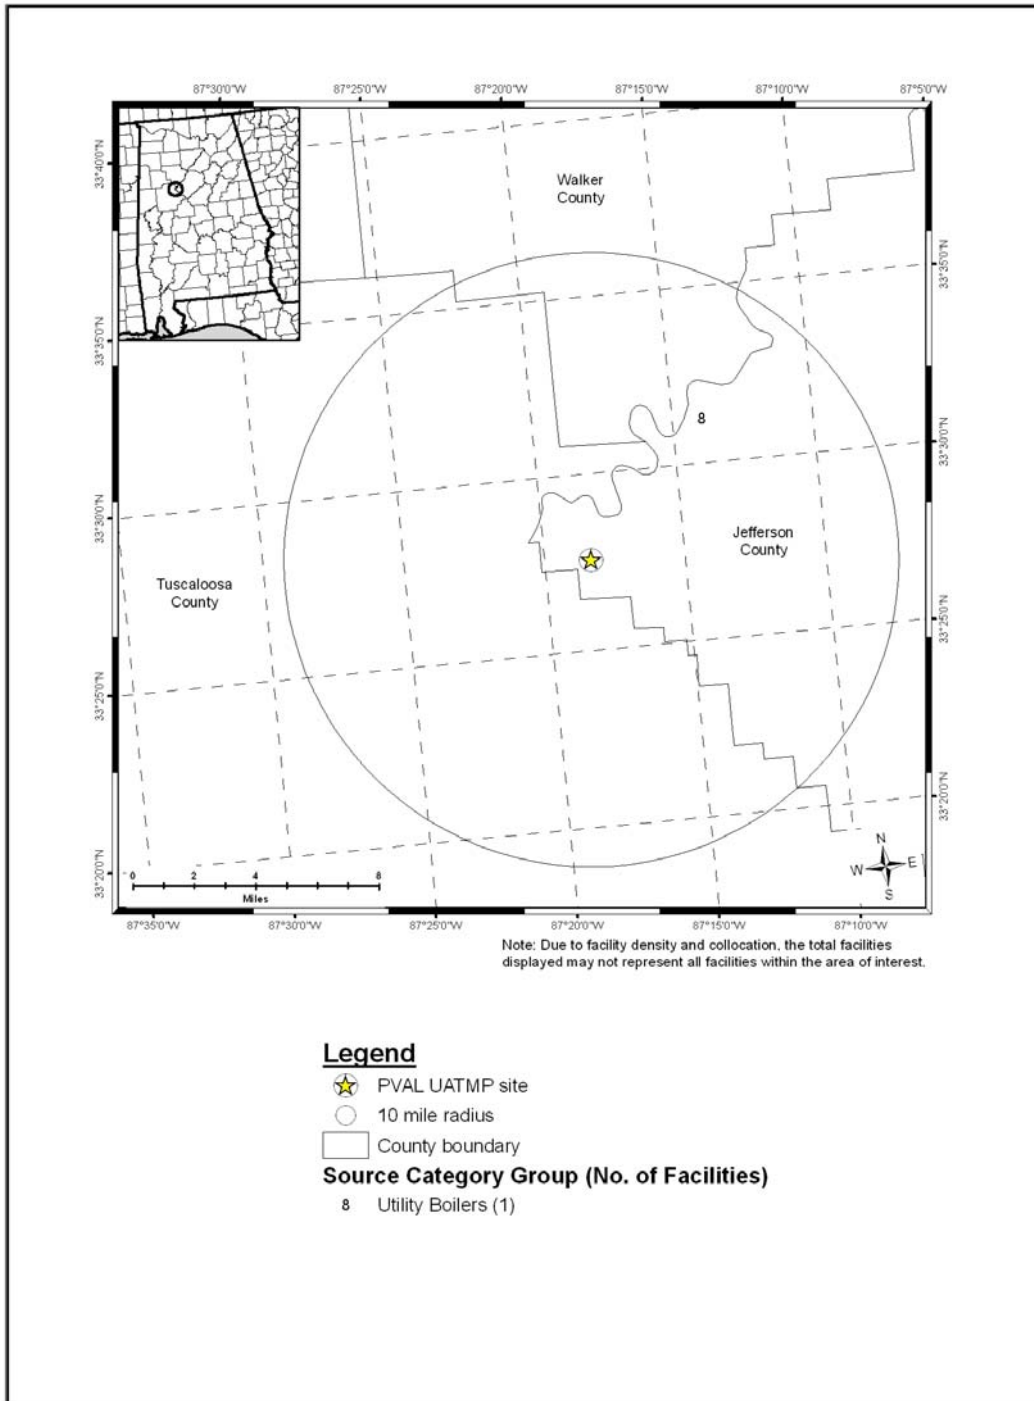 87°30'0"W 87°25'0"W 87°20'0"W 87°15'0"W 87°10'0"W 87°5'0"W
33°40'0"N
Walker
County
33°35'0"N
33°35'0"N
8
33°30'0"N
33°30'0"N
Jefferson
County
Tuscaloosa
County
33°25'0"N
33°25'0"N
33°20'0"N
33°20'0"N
0 2 4 8
Miles
N
W E
S
87°35'0"W 87°30'0"W 87°25'0"W 87°20'0"W 87°15'0"W 87°10'0"W
Note: Due to facility density and collocation, the total facilities
displayed may not represent all facilities within the area of interest.
Legend
PVAL UATMP site
10 mile radius
County boundary
Source Category Group (No. of Facilities)
8 Utility Boilers (1)